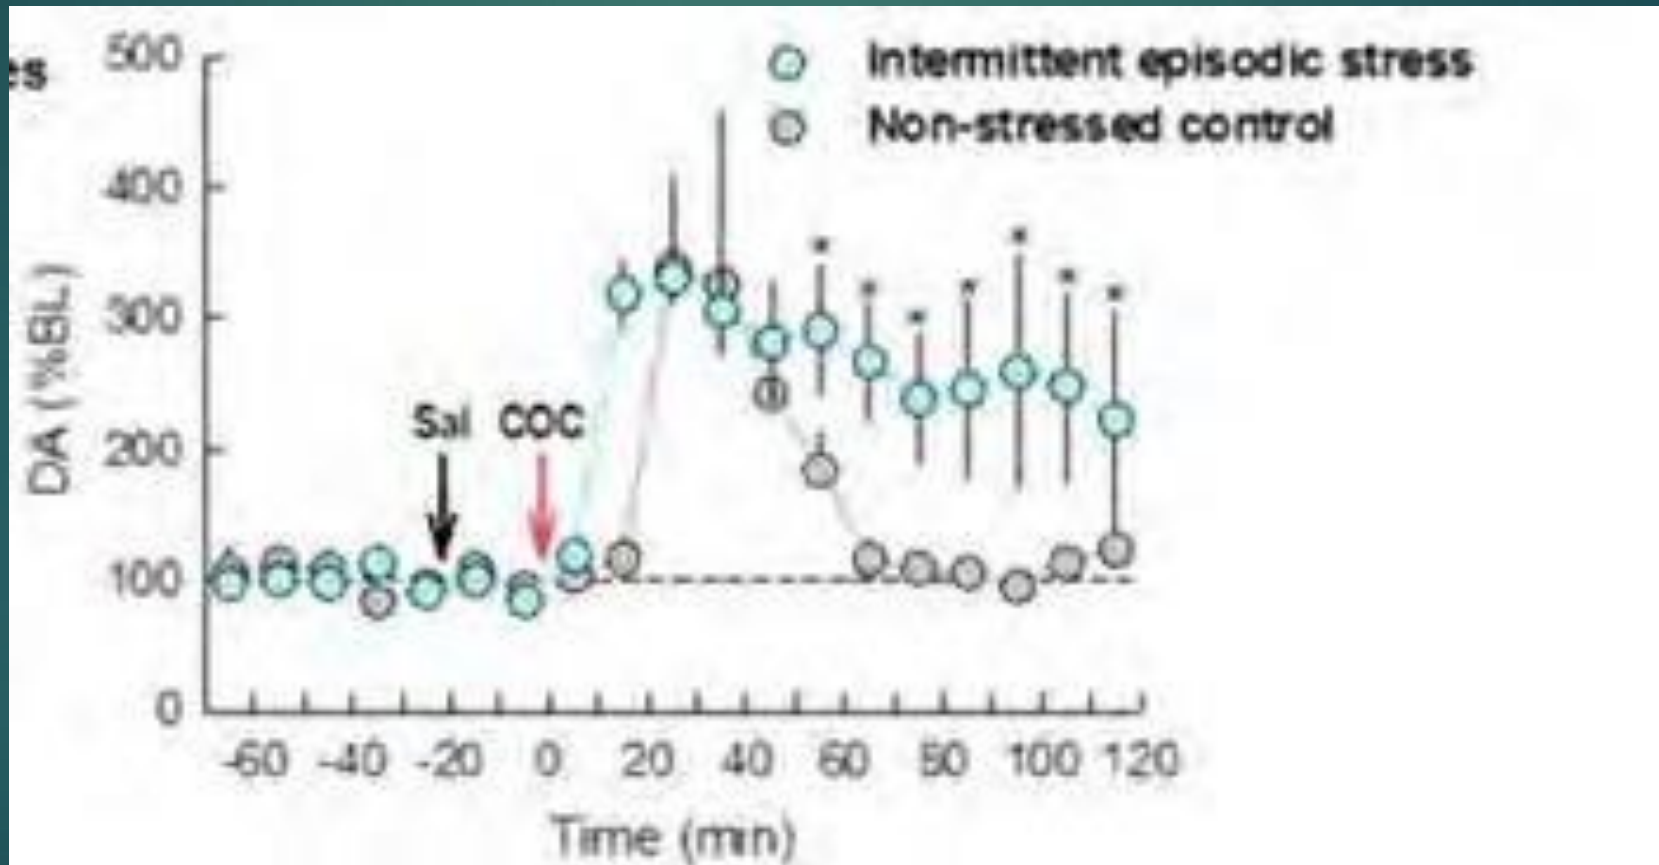 es
Intermittent episodic stress
Non-stressed control
500
400
300
200
100
0
DA (%BL)
Sal COC
* * * * * * *
-60 -40 -20 0 20 40 60 80 100 120
Time (min)